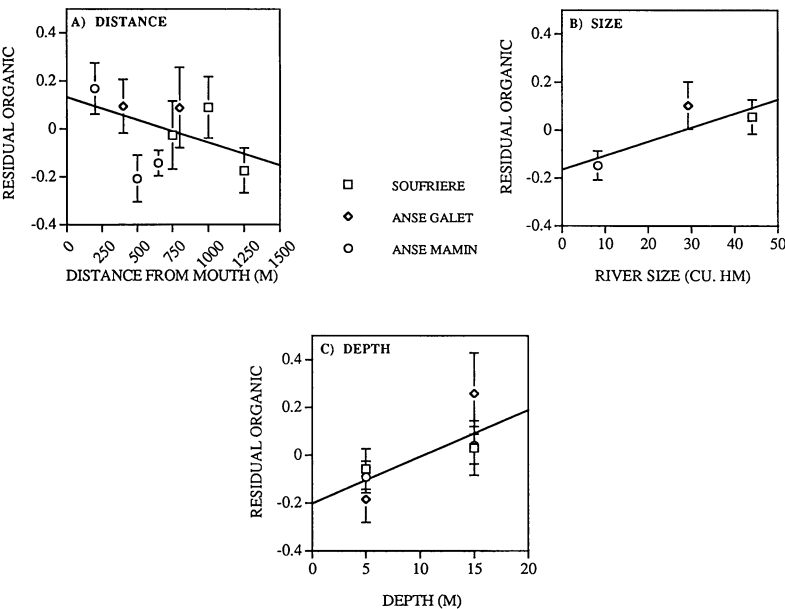 A) DISTANCE
RESIDUAL ORGANIC
0.4
0.2
0
-0.2
-0.4
0 250 500 750 1000 1250 1500
DISTANCE FROM MOUTH (M)
SOUFRIERE
ANSE GALET
ANSE MAMIN
B) SIZE
RESIDUAL ORGANIC
0.4
0.2
0
-0.2
-0.4
0 10 20 30 40 50
RIVER SIZE (CU. HM)
C) DEPTH
RESIDUAL ORGANIC
0.4
0.2
0
-0.2
-0.4
0 5 10 15 20
DEPTH (M)